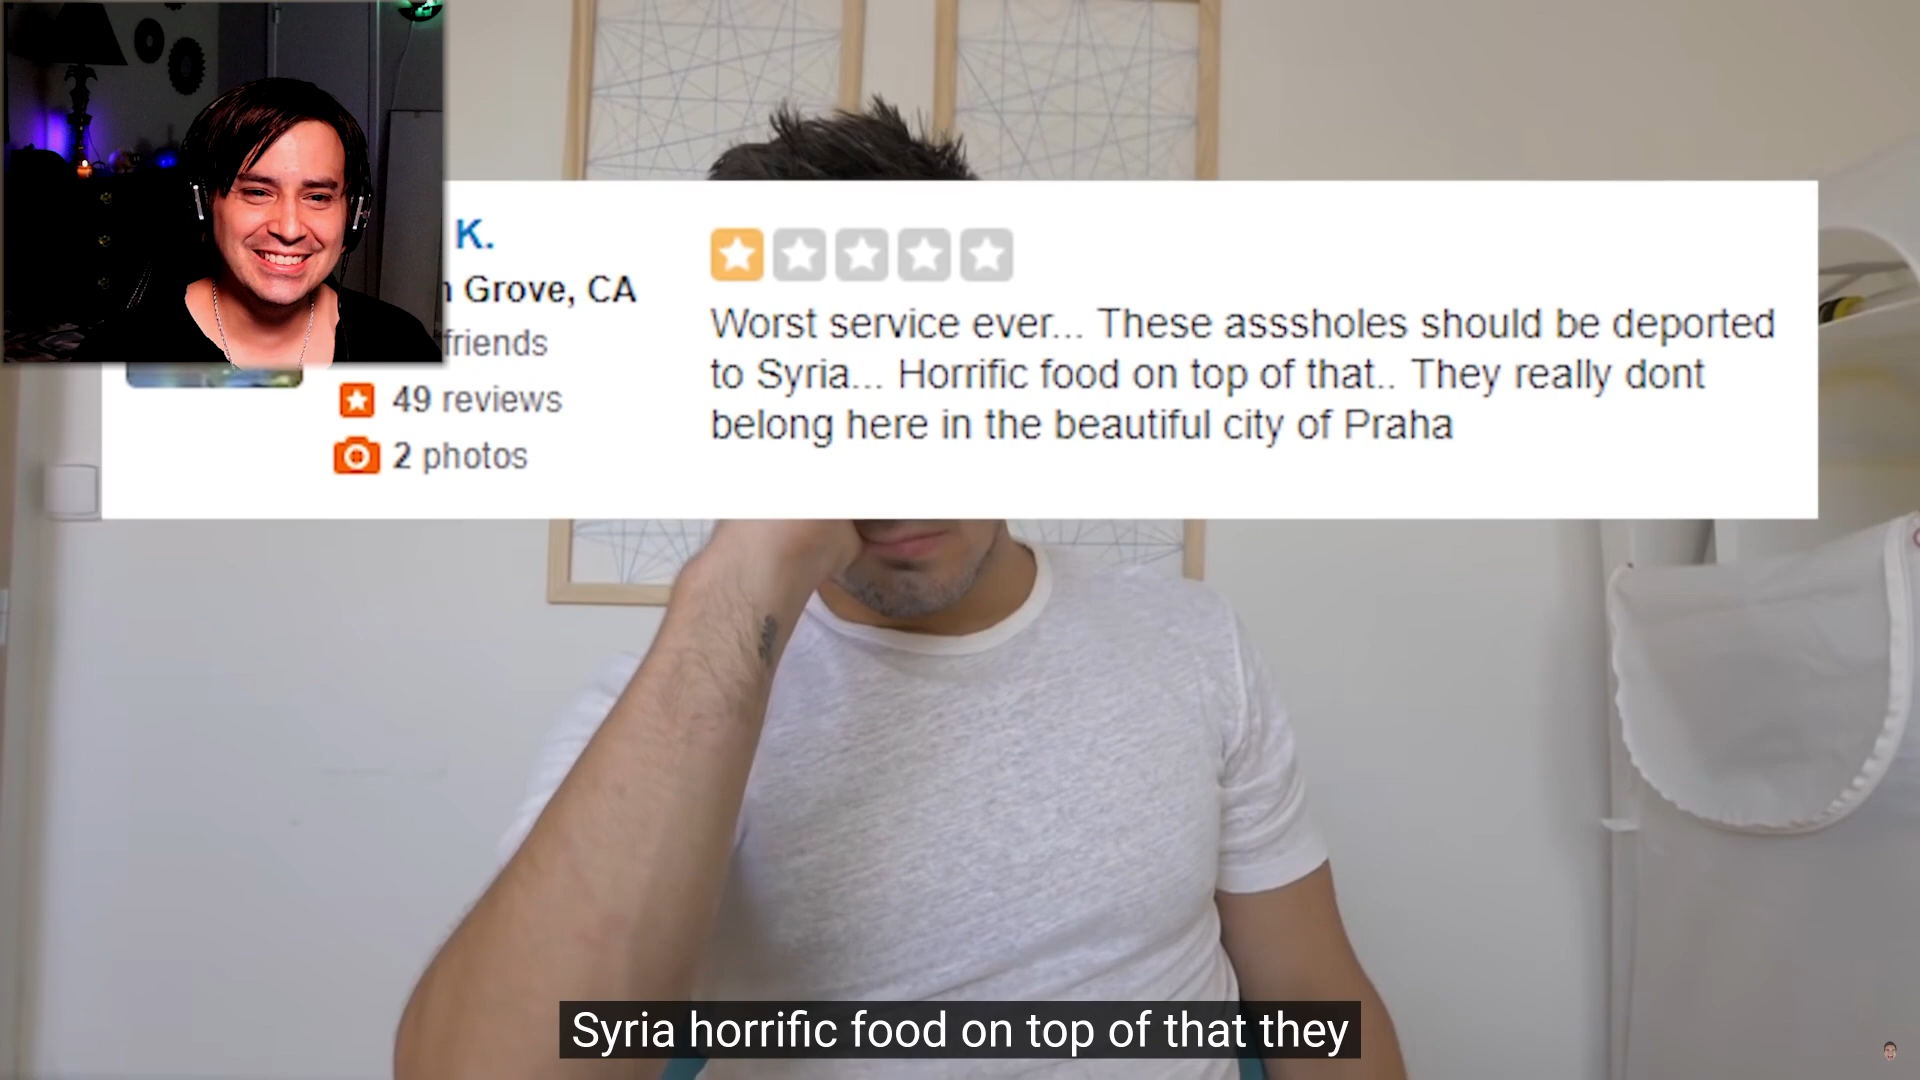 K.
Grove, CA
friends
49 reviews
2 photos
Worst service ever... These asssholes should be deported
to Syria... Horrific food on top of that.. They really dont
belong here in the beautiful city of Praha
Syria horrific food on top of that they